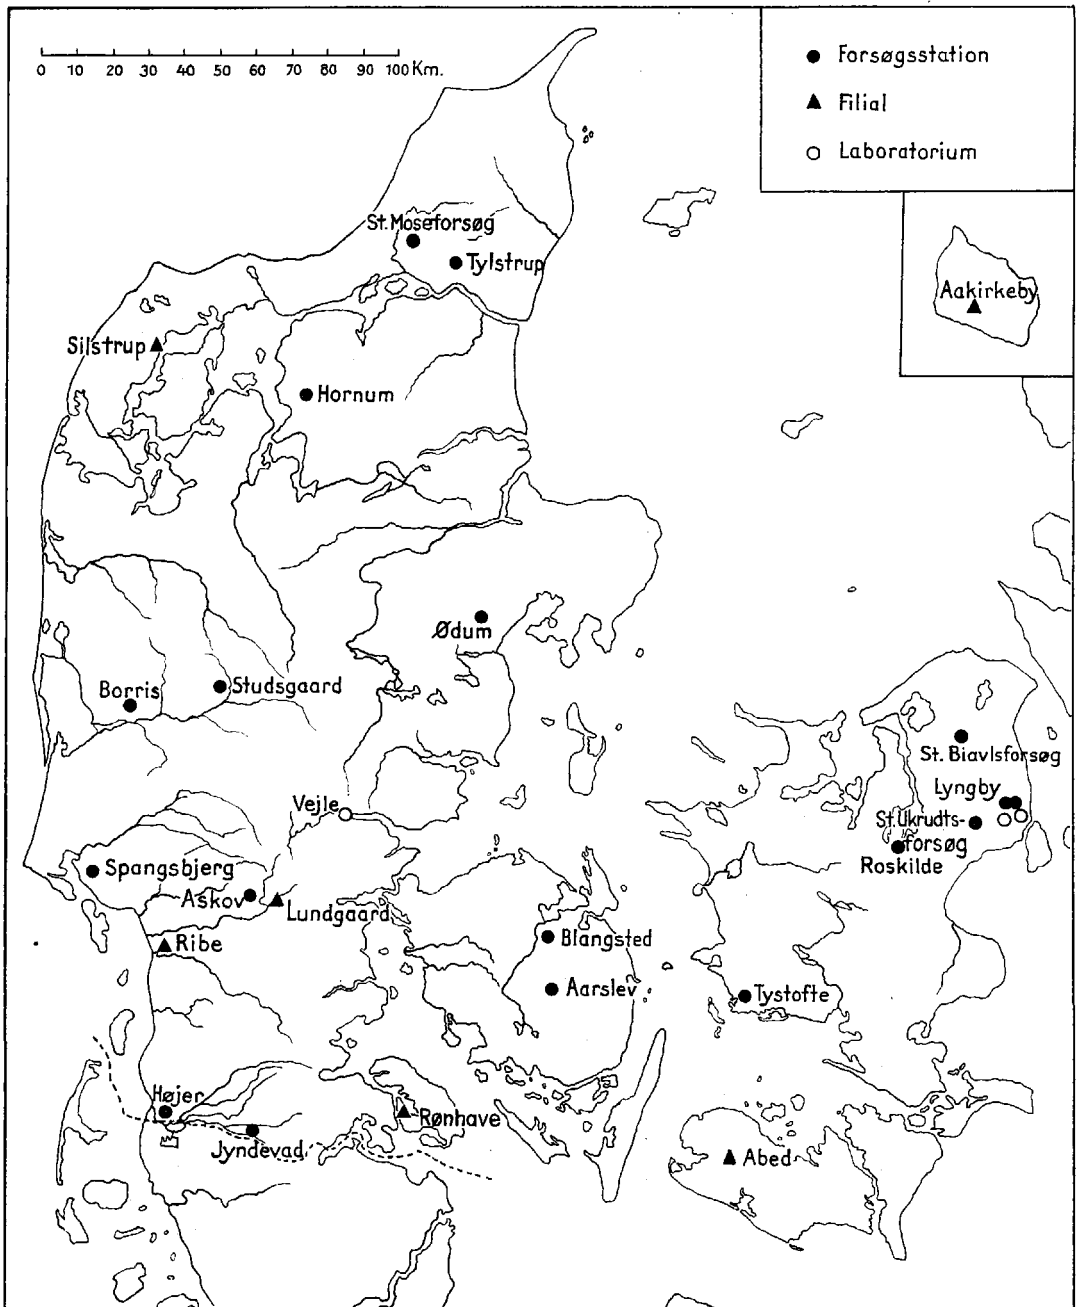 0 10 20 30 40 50 60 70 80 90 100 Km.
Forsøgsstation
Filial
Laboratorium
St. Moseforsøg
Tylstrup
Aakirkeby
Silstrup
Hornum
Ødum
Borris
Studsgaard
St. Biavlsforsøg
Lyngby
Vejle
St. Ukrudts-
forsøg
Roskilde
Spangsbjerg
Askov
Lundgaard
Ribe
Blangsted
Aarslev
Tystofte
Højer
Rønhave
Jyndevad
Abed